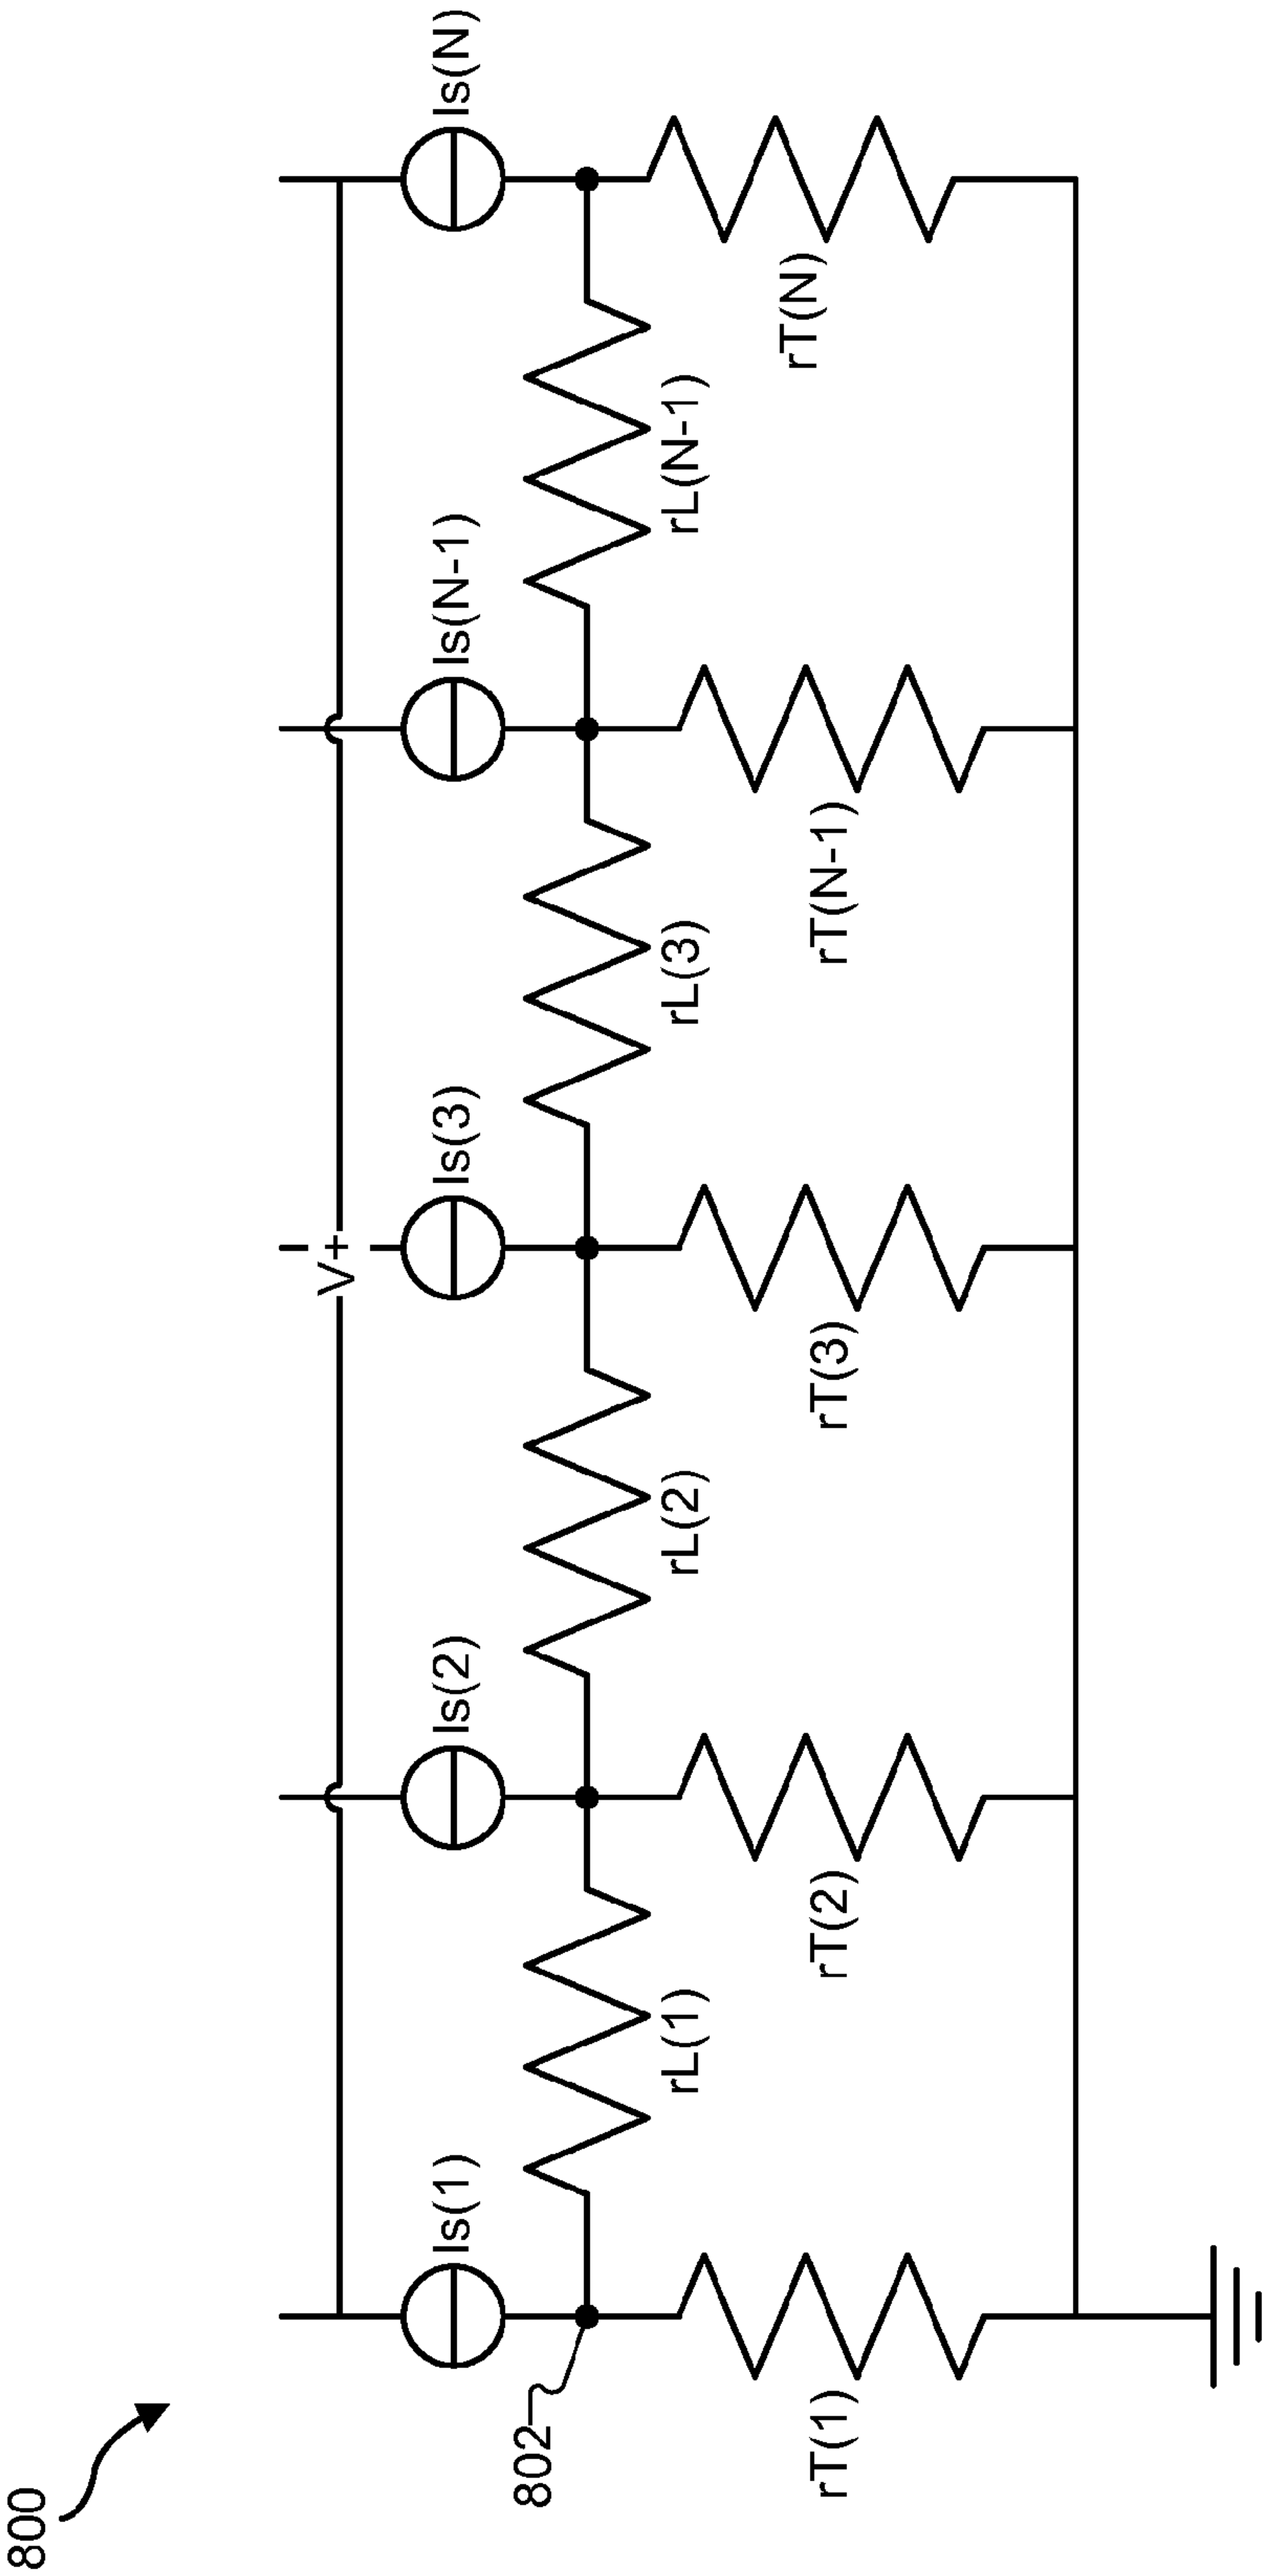 800
V+
Is(1)
Is(2)
Is(3)
Is(N-1)
Is(N)
802
rL(1)
rL(2)
rL(3)
rL(N-1)
rT(1)
rT(2)
rT(3)
rT(N-1)
rT(N)